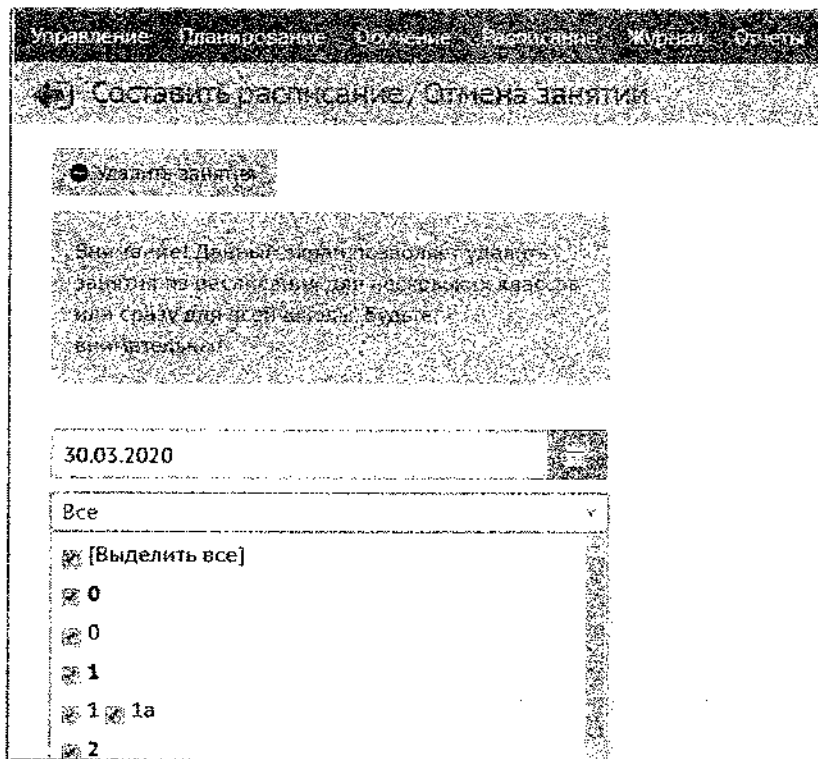 Управление Планирование Обучение Расписание Журнал Отчеты
Составить расписание / Отмена занятий
Удалить занятия
Внимание! Данный экран позволяет удалить
занятия из расписания для нескольких классов
или сразу для всей школы. Будьте
внимательны!
30.03.2020
Все
[Выделить все]
0
0
1
1 1а
2